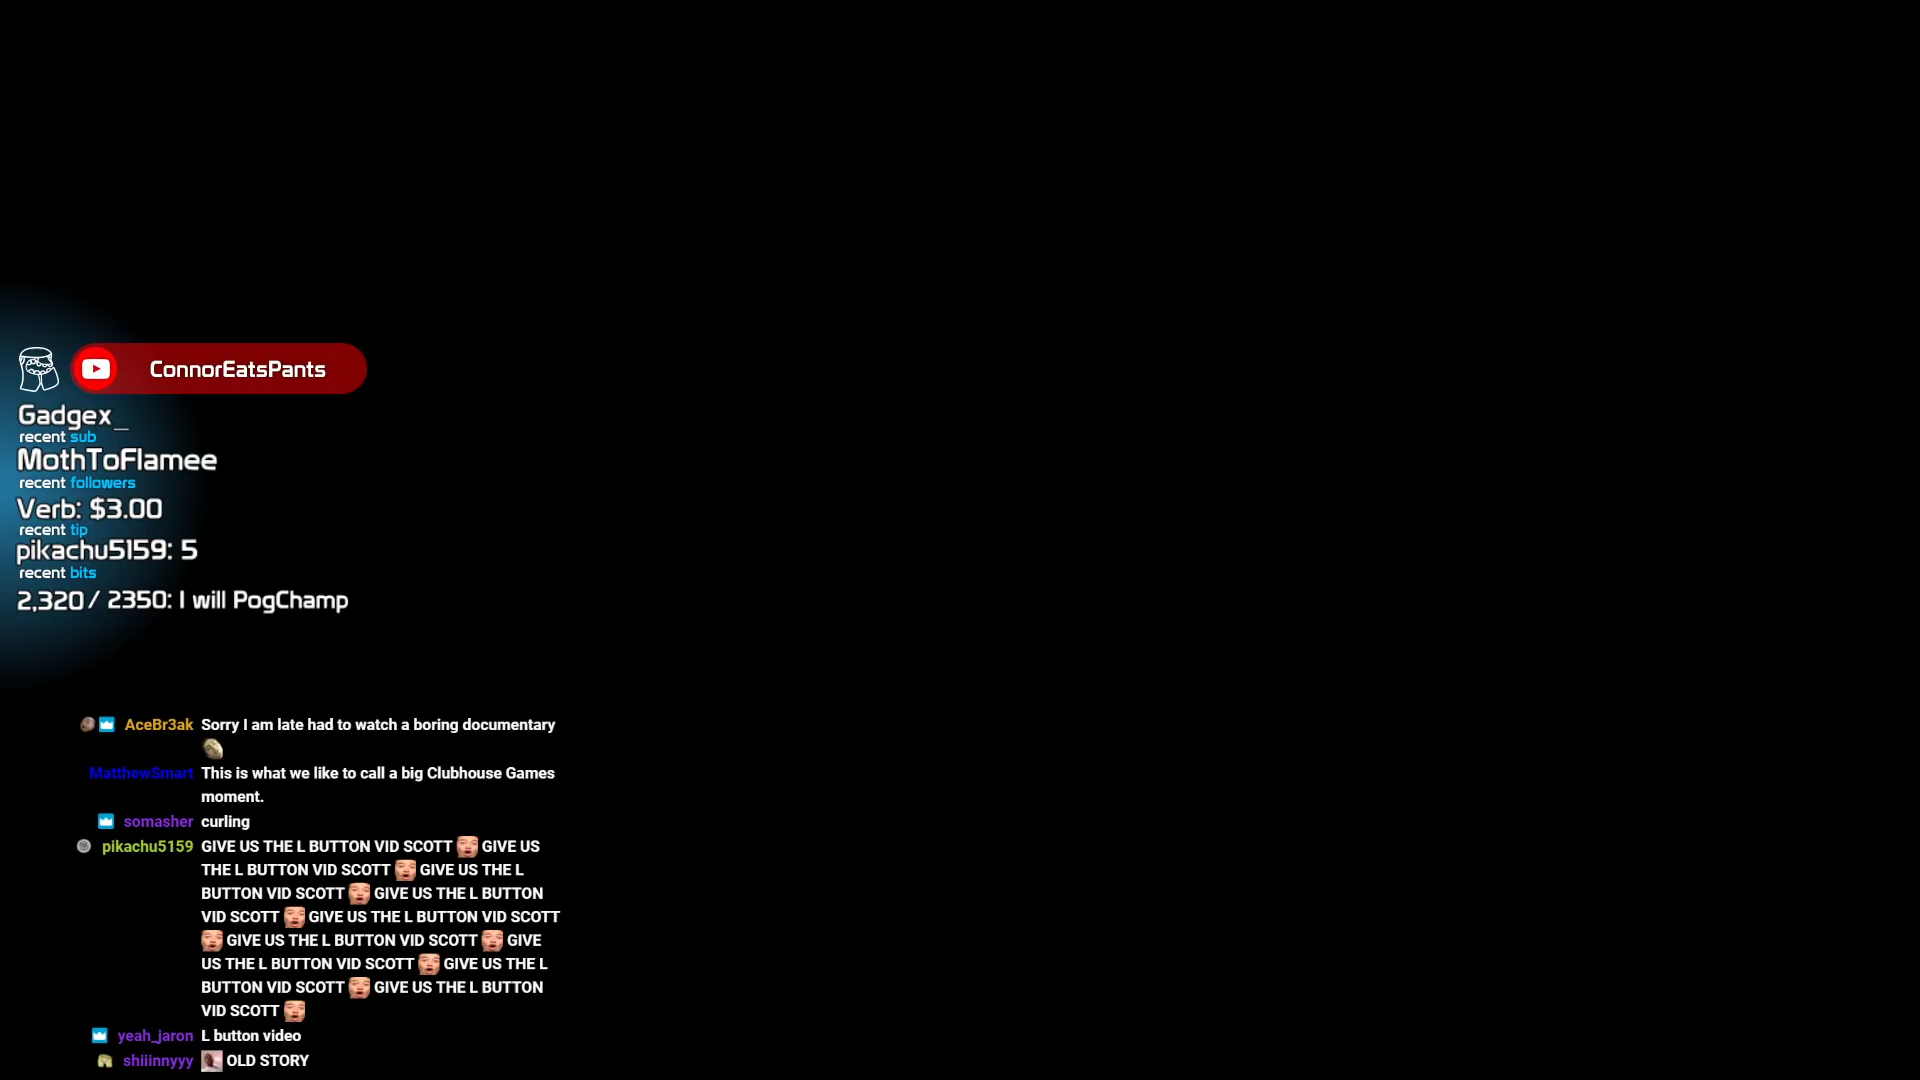 ConnorEatsPants
Gadgex_
recent sub
MothToFlamee
recent followers
Verb: $3.00
recent tip
pikachu5159: 5
recent bits
2,320 / 2350: I will PogChamp
AceBr3ak Sorry I am late had to watch a boring documentary
MatthewSmart This is what we like to call a big Clubhouse Games
moment.
somasher curling
pikachu5159 GIVE US THE L BUTTON VID SCOTT GIVE US
THE L BUTTON VID SCOTT GIVE US THE L
BUTTON VID SCOTT GIVE US THE L BUTTON
VID SCOTT GIVE US THE L BUTTON VID SCOTT
GIVE US THE L BUTTON VID SCOTT GIVE
US THE L BUTTON VID SCOTT GIVE US THE L
BUTTON VID SCOTT GIVE US THE L BUTTON
VID SCOTT
yeah_jaron L button video
shiiinnyyy OLD STORY